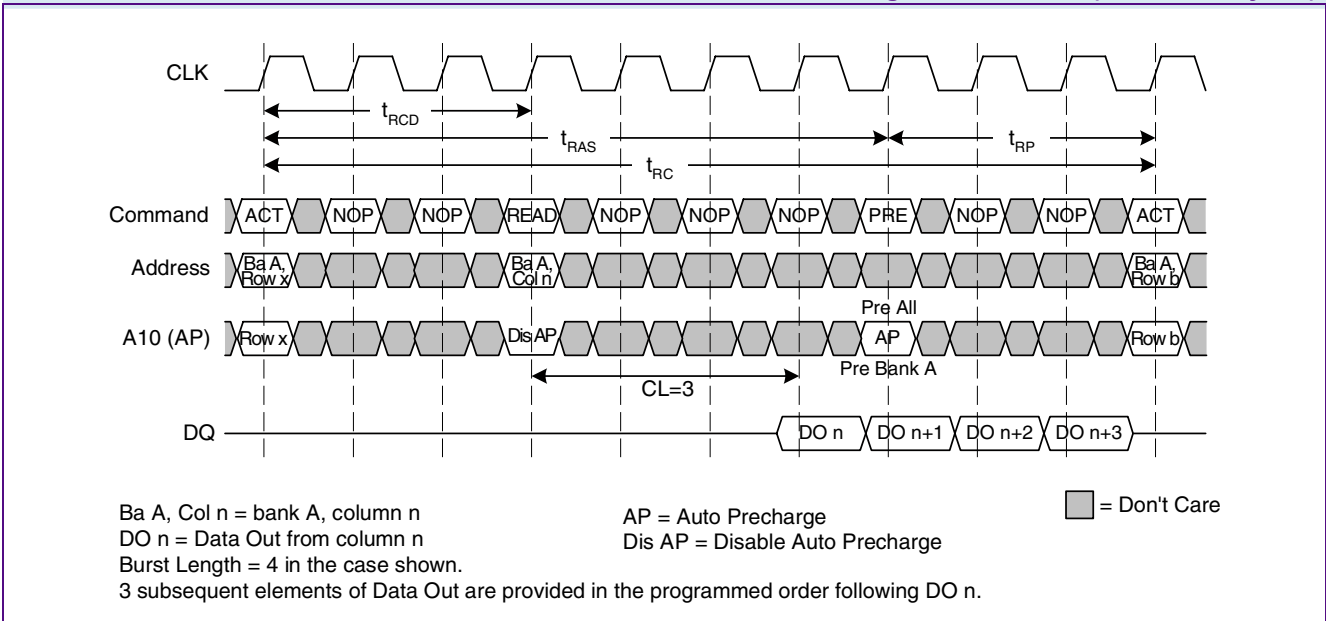 CLK
tRCD
tRAS
tRP
tRC
Command ACT NOP NOP READ NOP NOP NOP PRE NOP NOP ACT
Address Ba A, Row x Ba A, Col n Ba A, Row b
Pre All
A10 (AP) Row x Dis AP AP Row b
Pre Bank A
CL=3
DQ DO n DO n+1 DO n+2 DO n+3
Ba A, Col n = bank A, column n
DO n = Data Out from column n
Burst Length = 4 in the case shown.
3 subsequent elements of Data Out are provided in the programmed order following DO n.
AP = Auto Precharge
Dis AP = Disable Auto Precharge
= Don't Care